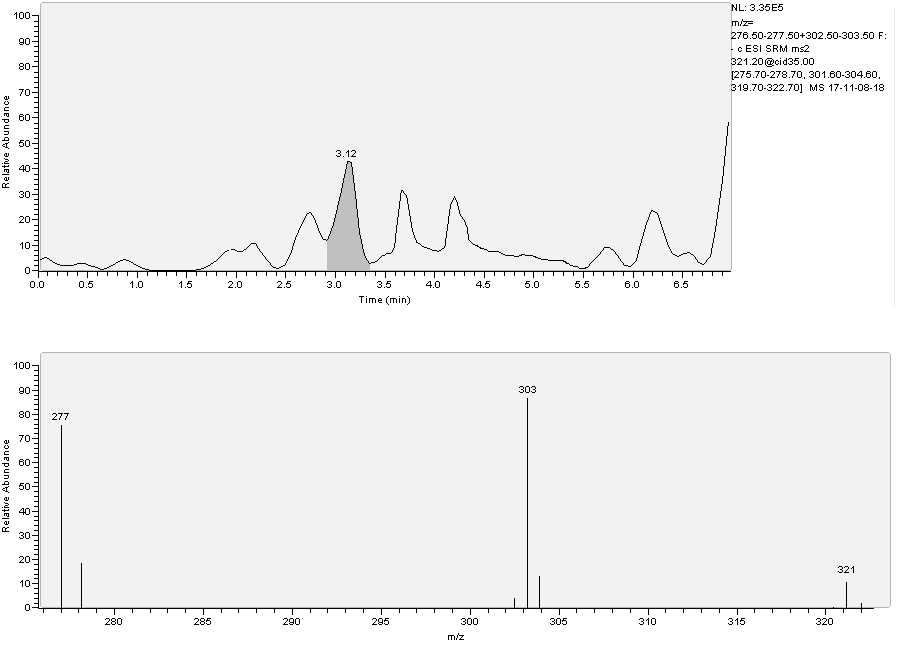 NL: 3.35E5
m/z=
276.50-277.50+302.50-303.50 F:
- c ESI SRM ms2
321.20@cid35.00
[275.70-278.70, 301.60-304.60,
319.70-322.70] MS 17-11-08-18
100
90
80
70
60
50
40
30
20
10
0
Relative Abundance
3.12
0.0 0.5 1.0 1.5 2.0 2.5 3.0 3.5 4.0 4.5 5.0 5.5 6.0 6.5
Time (min)
100
90
80
70
60
50
40
30
20
10
0
Relative Abundance
277
303
321
280 285 290 295 300 305 310 315 320
m/z